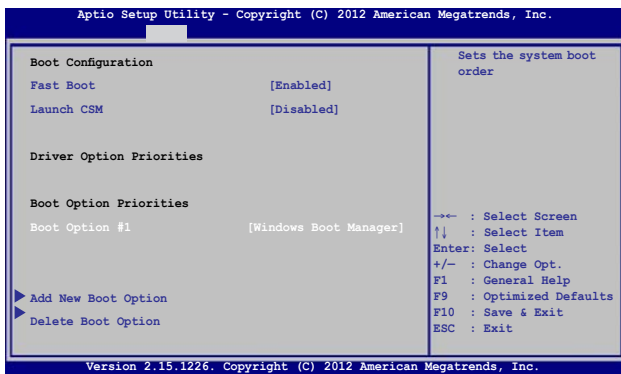 Aptio Setup Utility - Copyright (C) 2012 American Megatrends, Inc.
Boot Configuration
Fast Boot [Enabled]
Launch CSM [Disabled]
Driver Option Priorities
Boot Option Priorities
Boot Option #1 [Windows Boot Manager]
Add New Boot Option
Delete Boot Option
Sets the system boot
order
→← : Select Screen
↑↓ : Select Item
Enter: Select
+/— : Change Opt.
F1 : General Help
F9 : Optimized Defaults
F10 : Save & Exit
ESC : Exit
Version 2.15.1226. Copyright (C) 2012 American Megatrends, Inc.